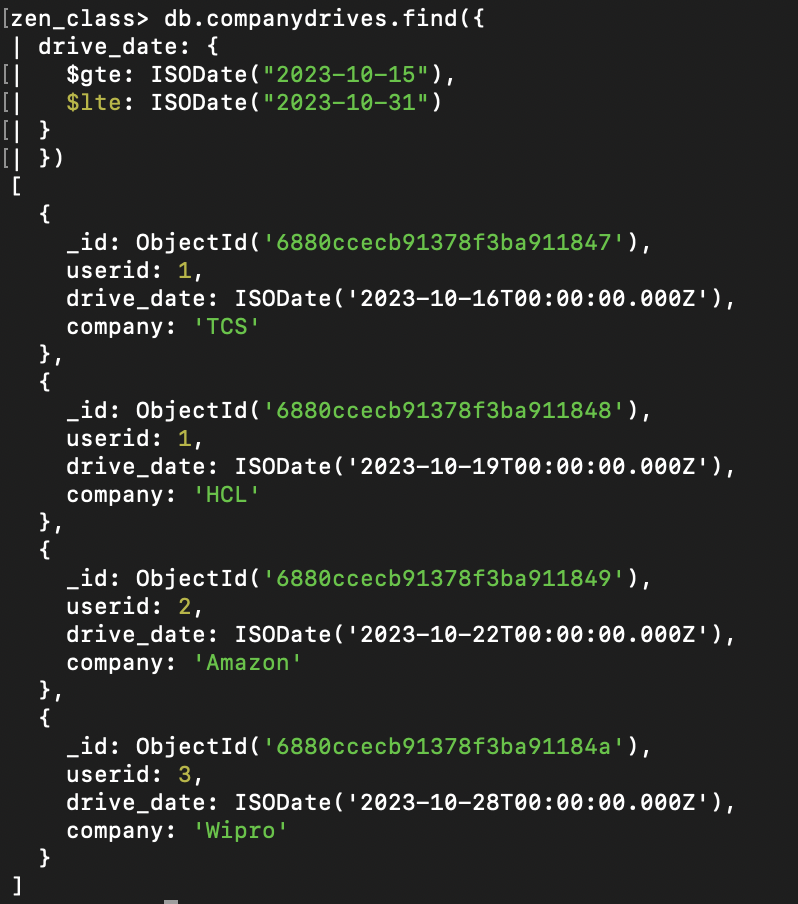 [zen_class> db.companydrives.find({
| drive_date: {
[|   $gte: ISODate("2023-10-15"),
[|   $lte: ISODate("2023-10-31")
[| }
[| })
[
  {
    _id: ObjectId('6880ccecb91378f3ba911847'),
    userid: 1,
    drive_date: ISODate('2023-10-16T00:00:00.000Z'),
    company: 'TCS'
  },
  {
    _id: ObjectId('6880ccecb91378f3ba911848'),
    userid: 1,
    drive_date: ISODate('2023-10-19T00:00:00.000Z'),
    company: 'HCL'
  },
  {
    _id: ObjectId('6880ccecb91378f3ba911849'),
    userid: 2,
    drive_date: ISODate('2023-10-22T00:00:00.000Z'),
    company: 'Amazon'
  },
  {
    _id: ObjectId('6880ccecb91378f3ba91184a'),
    userid: 3,
    drive_date: ISODate('2023-10-28T00:00:00.000Z'),
    company: 'Wipro'
  }
]